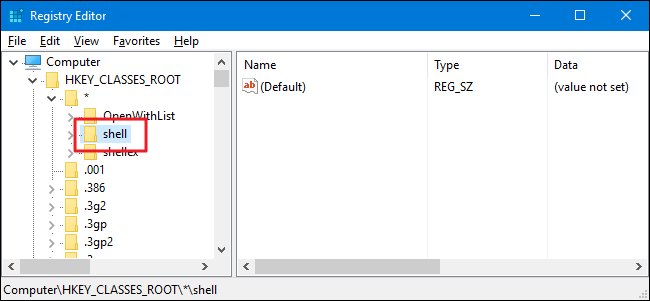 Registry Editor
File Edit View Favorites Help
Computer
HKEY_CLASSES_ROOT
*
OpenWithList
shell
shellex
.001
.386
.3g2
.3gp
.3gp2
Name Type Data
ab (Default) REG_SZ (value not set)
Computer\HKEY_CLASSES_ROOT\*\shell